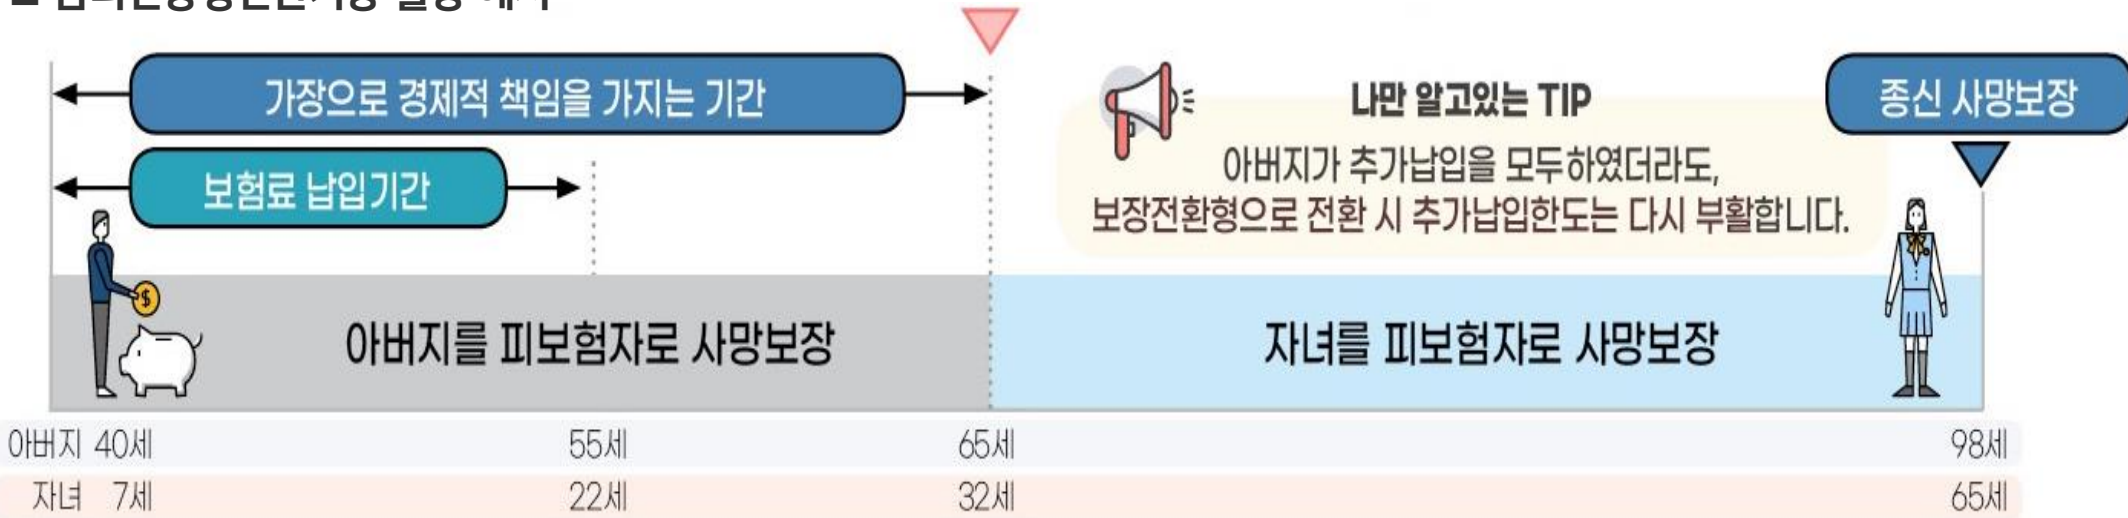 가장으로 경제적 책임을 가지는 기간
보험료 납입기간
나만 알고있는 TIP
아버지가 추가납입을 모두하였더라도,
보장전환형으로 전환 시 추가납입한도는 다시 부활합니다.
종신 사망보장
$
아버지를 피보험자로 사망보장
자녀를 피보험자로 사망보장
아버지 40세 55세 65세 98세
자녀 7세 22세 32세 65세